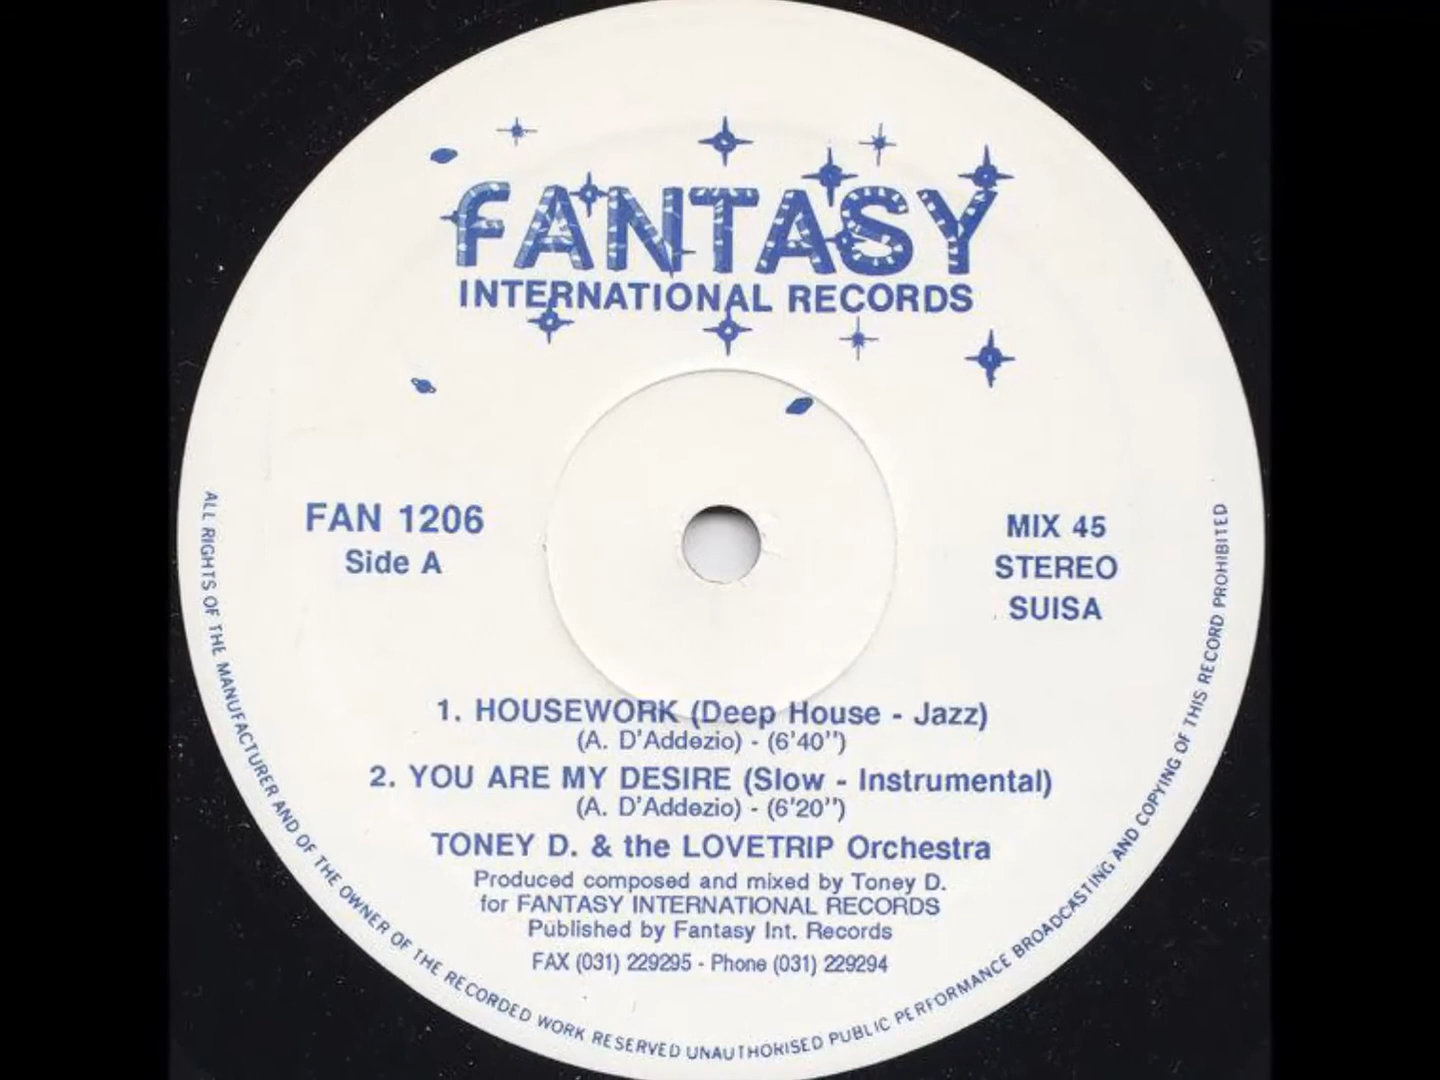 FANTASY
INTERNATIONAL RECORDS
FAN 1206
Side A
MIX 45
STEREO
SUISA
1. HOUSEWORK (Deep House - Jazz)
(A. D'Addezio) - (6'40'')
2. YOU ARE MY DESIRE (Slow - Instrumental)
(A. D'Addezio) - (6'20'')
TONEY D. & the LOVETRIP Orchestra
Produced composed and mixed by Toney D.
for FANTASY INTERNATIONAL RECORDS
Published by Fantasy Int. Records
FAX (031) 229295 - Phone (031) 229294
ALL RIGHTS OF THE MANUFACTURER AND OF THE OWNER OF THE RECORDED WORK RESERVED UNAUTHORISED PUBLIC PERFORMANCE BROADCASTING AND COPYING OF THIS RECORD PROHIBITED